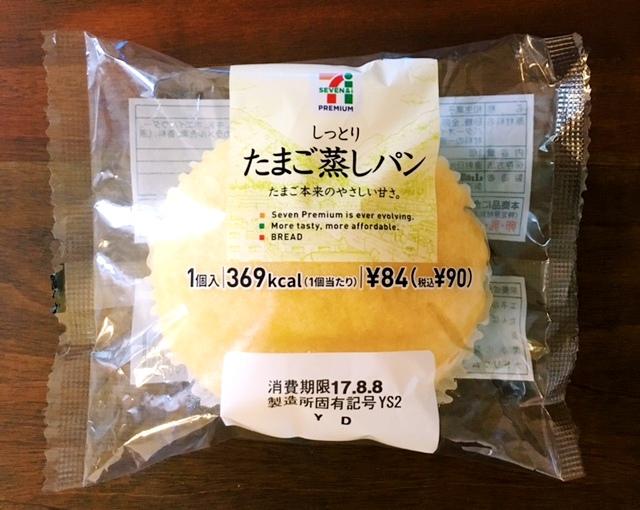 SEVEN&i
PREMIUM
しっとり
たまご蒸しパン
たまご本来のやさしい甘さ。
Seven Premium is ever evolving.
More tasty, more affordable.
BREAD
1個入 369kcal(1個当たり) ¥84(税込¥90)
消費期限17.8.8
製造所固有記号YS2
Y D